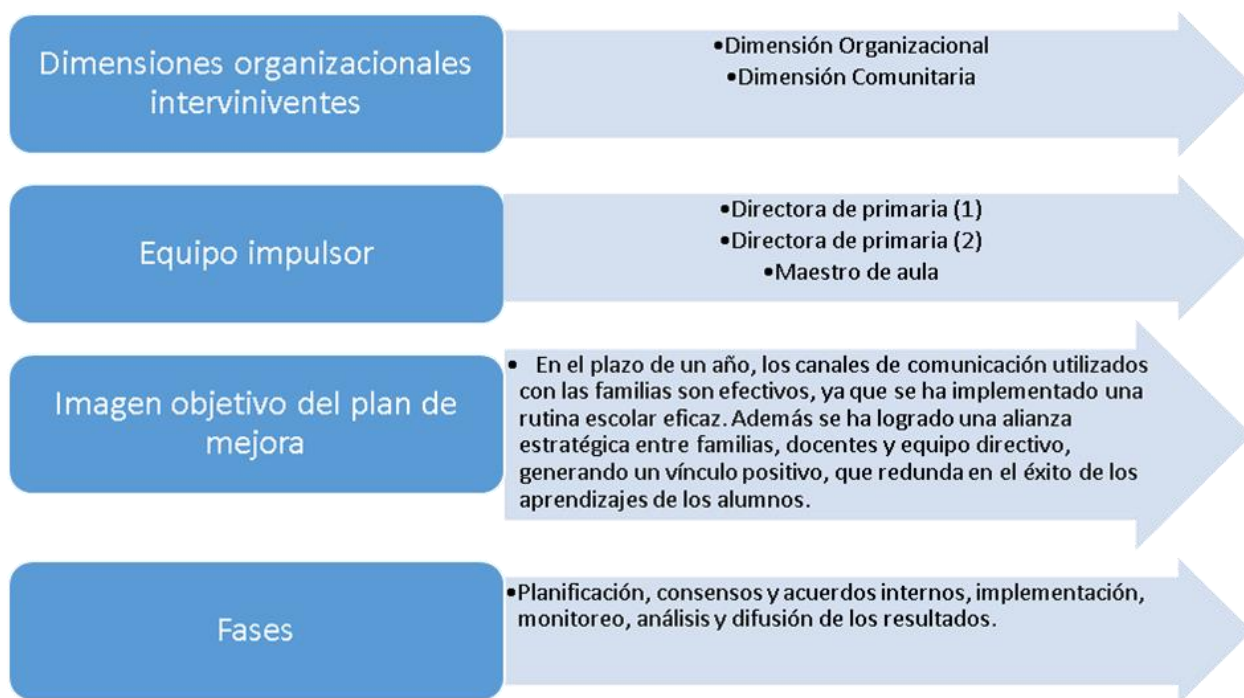 Dimensiones organizacionales
interviniventes
•Dimensión Organizacional
•Dimensión Comunitaria
Equipo impulsor
•Directora de primaria (1)
•Directora de primaria (2)
•Maestro de aula
Imagen objetivo del plan de
mejora
• En el plazo de un año, los canales de comunicación utilizados
con las familias son efectivos, ya que se ha implementado una
rutina escolar eficaz. Además se ha logrado una alianza
estratégica entre familias, docentes y equipo directivo,
generando un vínculo positivo, que redunda en el éxito de los
aprendizajes de los alumnos.
Fases
•Planificación, consensos y acuerdos internos, implementación,
monitoreo, análisis y difusión de los resultados.